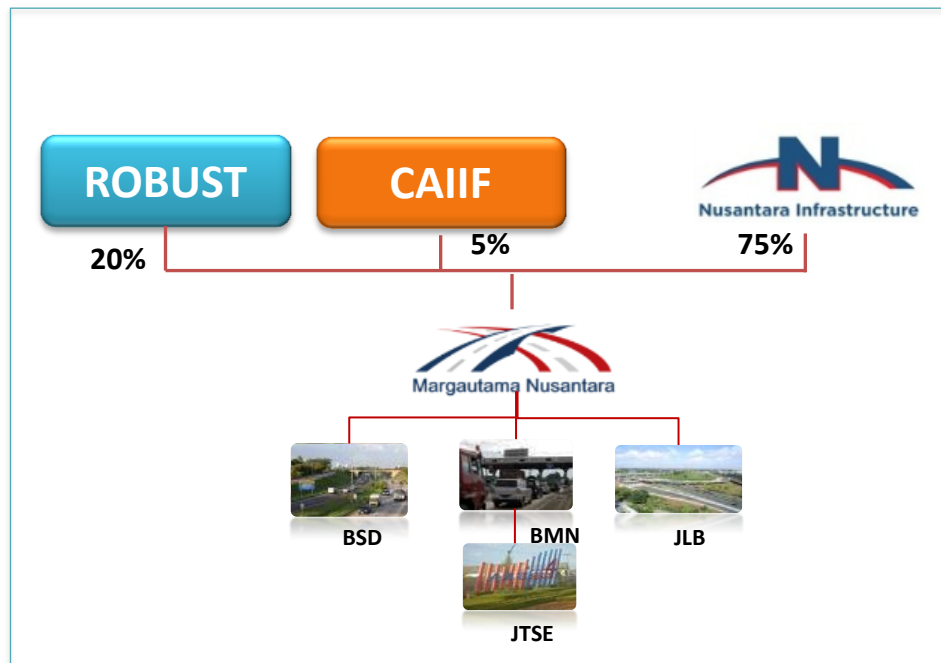 ROBUST
CAIIF
N
Nusantara Infrastructure
20%
5%
75%
Margautama Nusantara
BSD
BMN
JLB
JTSE